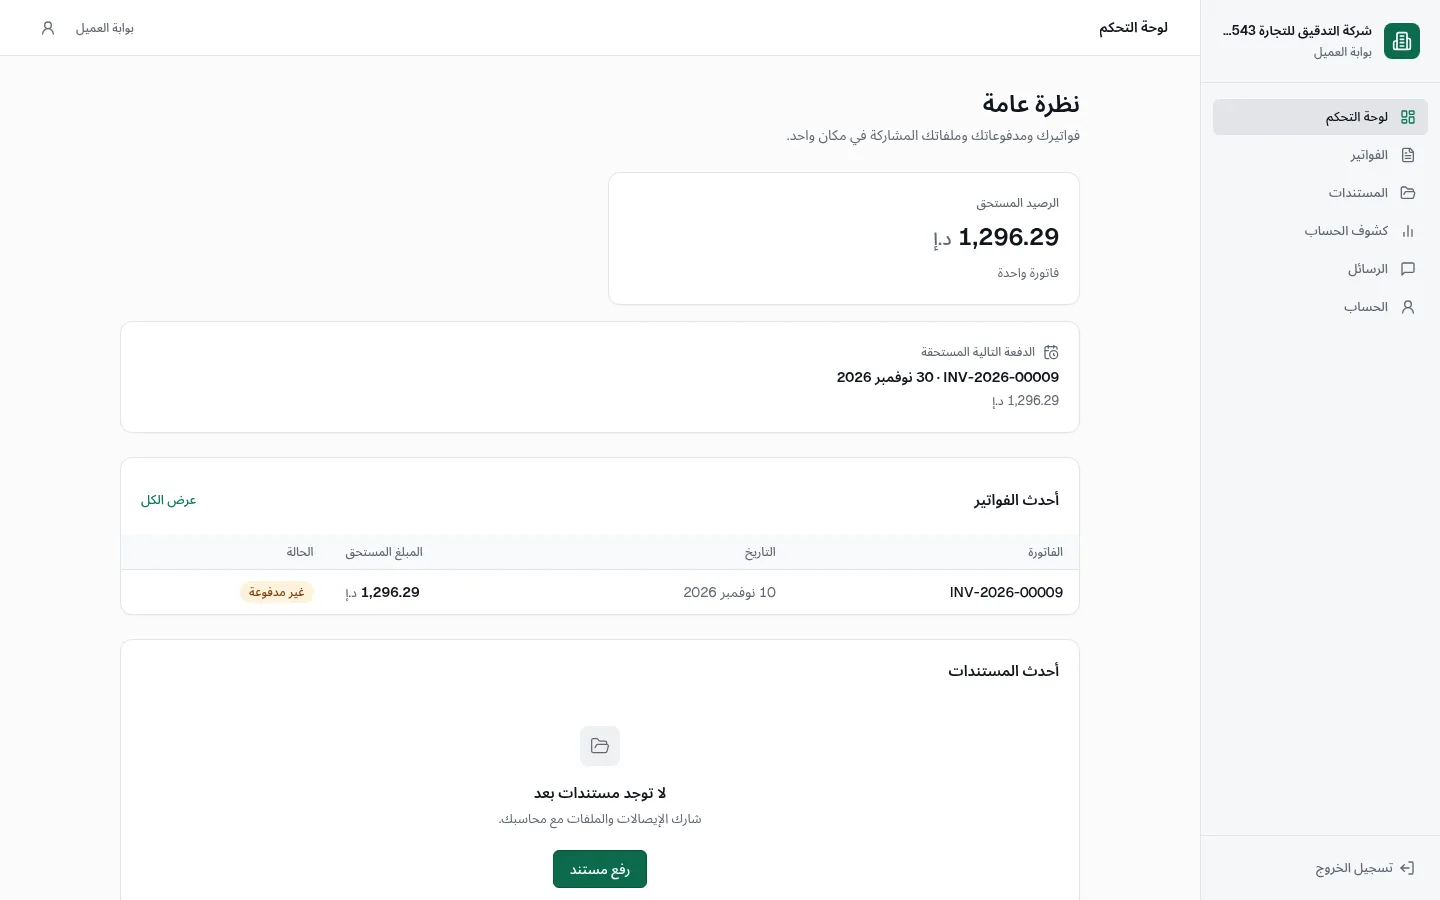 شركة التدقيق للتجارة 543...
بوابة العميل
لوحة التحكم
الفواتير
المستندات
كشوف الحساب
الرسائل
الحساب
تسجيل الخروج
لوحة التحكم
بوابة العميل
نظرة عامة
فواتيرك ومدفوعاتك وملفاتك المشاركة في مكان واحد.
الرصيد المستحق
1,296.29 د.إ
فاتورة واحدة
الدفعة التالية المستحقة
INV-2026-00009 · 30 نوفمبر 2026
1,296.29 د.إ
أحدث الفواتير
عرض الكل
الفاتورة التاريخ المبلغ المستحق الحالة
INV-2026-00009 10 نوفمبر 2026 1,296.29 د.إ غير مدفوعة
أحدث المستندات
لا توجد مستندات بعد
شارك الإيصالات والملفات مع محاسبك.
رفع مستند